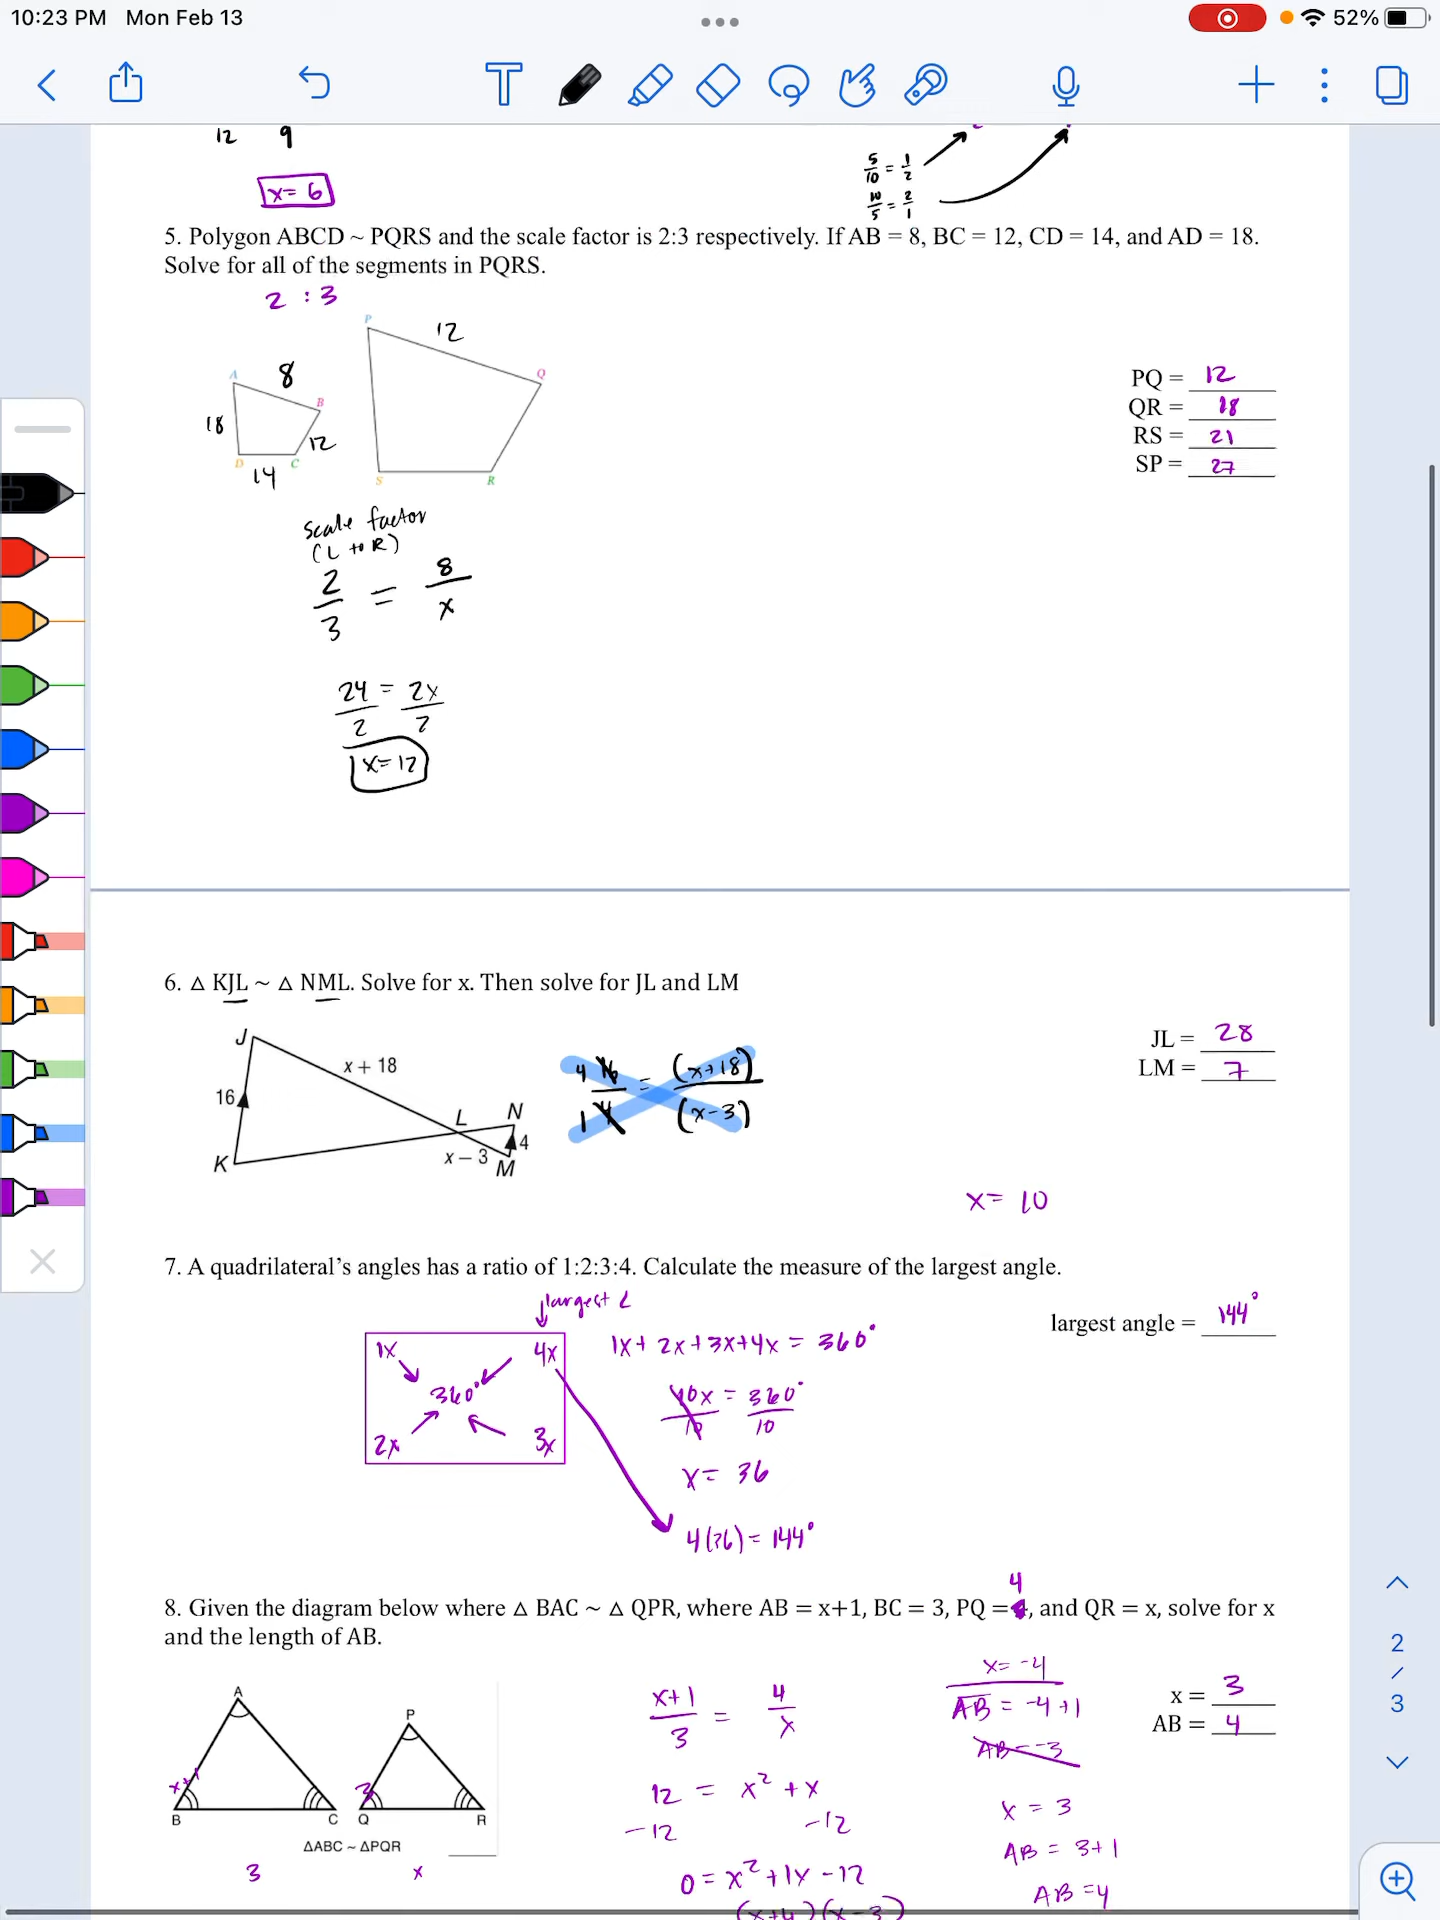 10:23 PM Mon Feb 13
52%
12 9
x = 6
5/10 = 1/2
10/5 = 2/1
5. Polygon ABCD ~ PQRS and the scale factor is 2:3 respectively. If AB = 8, BC = 12, CD = 14, and AD = 18.
Solve for all of the segments in PQRS.
2 : 3
P 12 Q
A 8 B
18 12
D 14 C
S R
PQ = 12
QR = 18
RS = 21
SP = 27
scale factor
(L to R)
2/3 = 8/x
24/2 = 2x/2
x = 12
6. △ KJL ~ △ NML. Solve for x. Then solve for JL and LM
J x + 18
16 L N
K x – 3 M 4
4 16/1 4 = (x+18)/(x-3)
JL = 28
LM = 7
x = 10
7. A quadrilateral's angles has a ratio of 1:2:3:4. Calculate the measure of the largest angle.
largest ∠
largest angle = 144°
1x 4x
360°
2x 3x
1x + 2x + 3x + 4x = 360°
10x/10 = 360°/10
x = 36
4(36) = 144°
4
8. Given the diagram below where △ BAC ~ △ QPR, where AB = x+1, BC = 3, PQ = , and QR = x, solve for x
and the length of AB.
A P
x+1 3
B C Q R
ΔABC ~ ΔPQR
3 x
x+1/3 = 4/x
12 = x² + x
-12 -12
0 = x² + 1x - 12
(x+4)(x-3)
x = -4
AB = -4 + 1
AB = -3
x = 3
AB = 3+1
AB = 4
x = 3
AB = 4
2
/
3